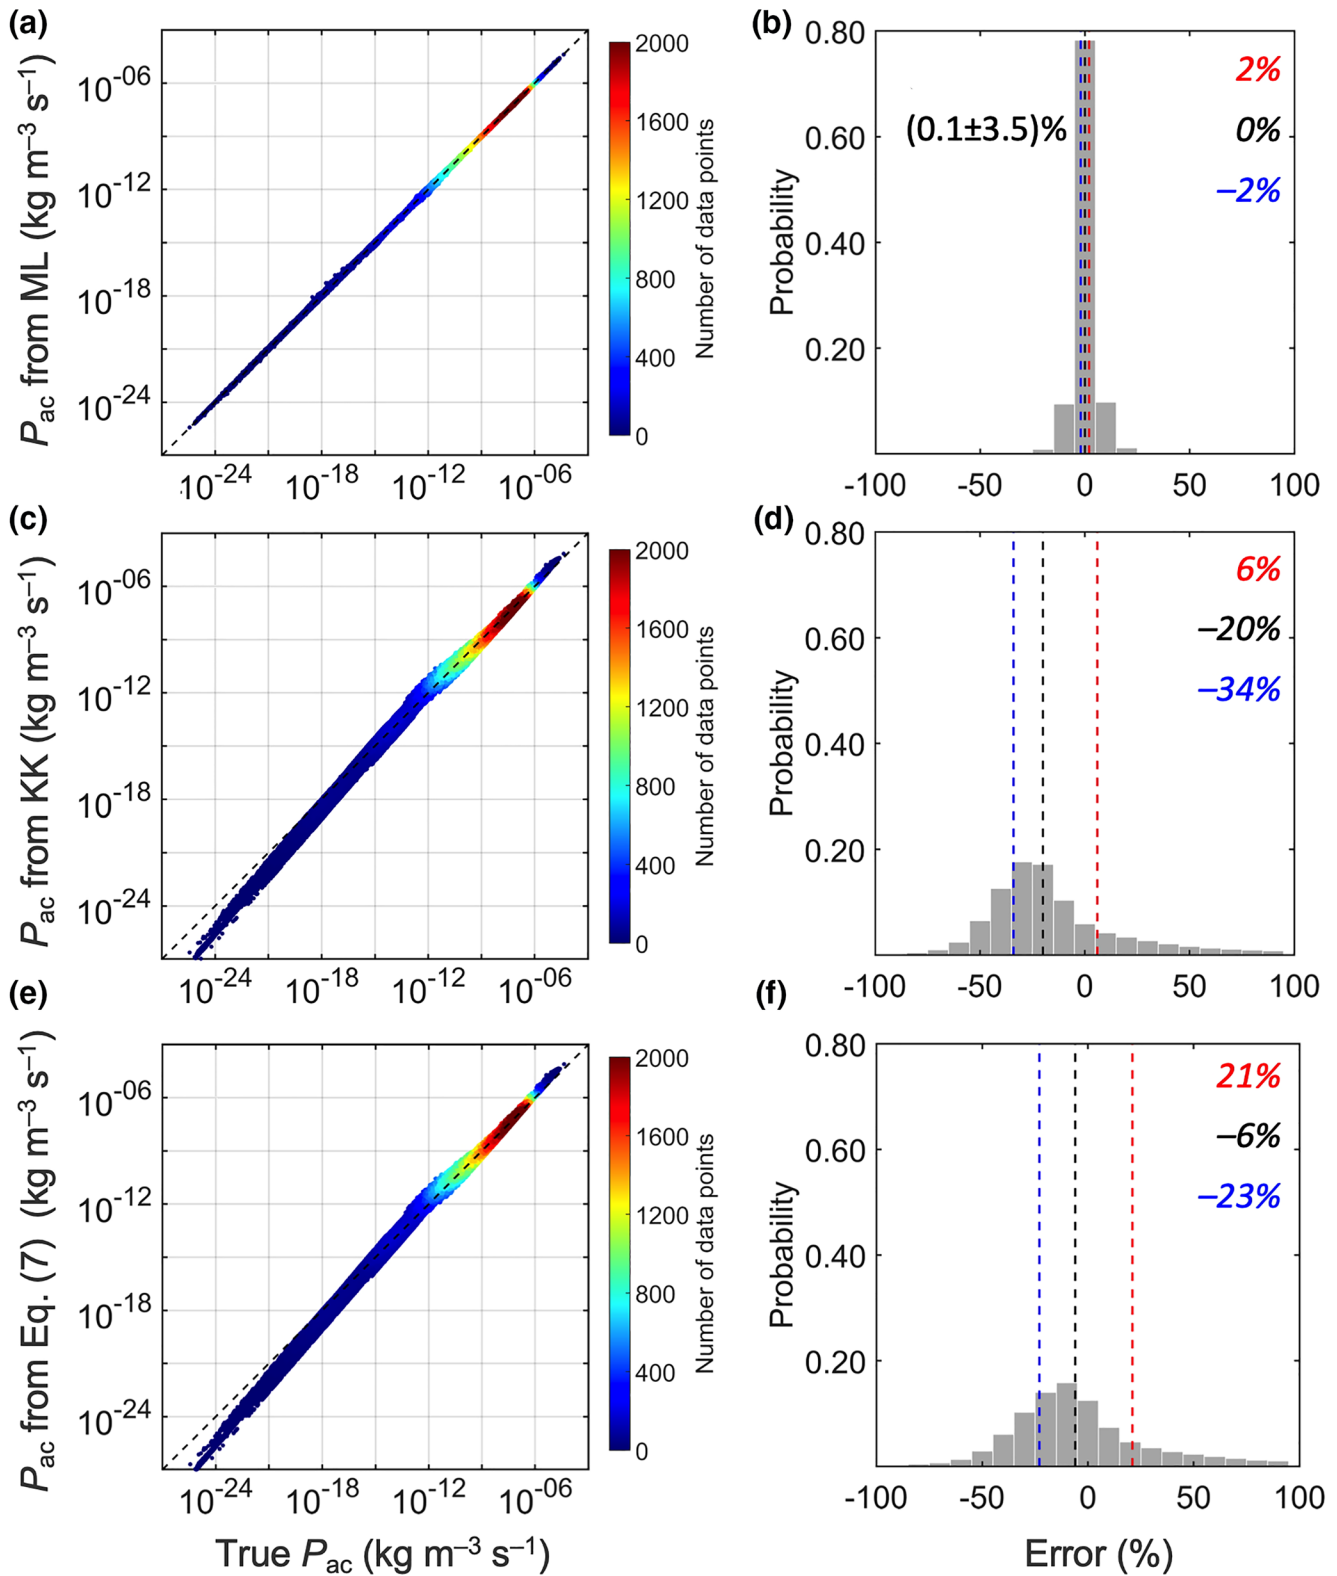 (a)
P_ac from ML (kg m⁻³ s⁻¹)
10⁻⁰⁶
10⁻¹²
10⁻¹⁸
10⁻²⁴
10⁻²⁴ 10⁻¹⁸ 10⁻¹² 10⁻⁰⁶
2000
1600
1200
800
400
0
Number of data points
(b)
Probability
0.80
0.60
0.40
0.20
-100 -50 0 50 100
(0.1±3.5)%
2%
0%
–2%
(c)
P_ac from KK (kg m⁻³ s⁻¹)
10⁻⁰⁶
10⁻¹²
10⁻¹⁸
10⁻²⁴
10⁻²⁴ 10⁻¹⁸ 10⁻¹² 10⁻⁰⁶
2000
1600
1200
800
400
0
Number of data points
(d)
Probability
0.80
0.60
0.40
0.20
-100 -50 0 50 100
6%
–20%
–34%
(e)
P_ac from Eq. (7) (kg m⁻³ s⁻¹)
10⁻⁰⁶
10⁻¹²
10⁻¹⁸
10⁻²⁴
10⁻²⁴ 10⁻¹⁸ 10⁻¹² 10⁻⁰⁶
True P_ac (kg m⁻³ s⁻¹)
2000
1600
1200
800
400
0
Number of data points
(f)
Probability
0.80
0.60
0.40
0.20
-100 -50 0 50 100
21%
–6%
–23%
Error (%)